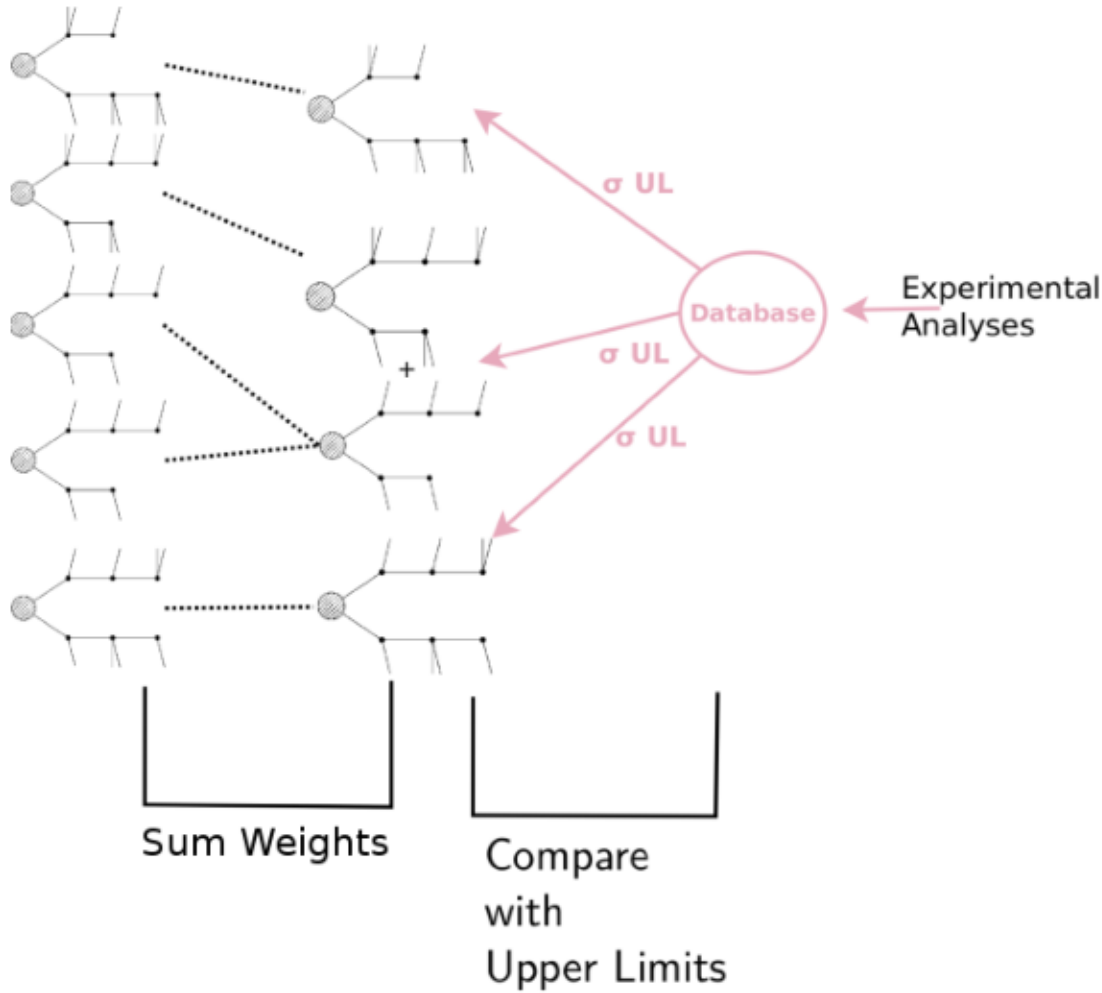 σ UL
Experimental
Analyses
Database
σ UL
+
σ UL
Sum Weights
Compare
with
Upper Limits